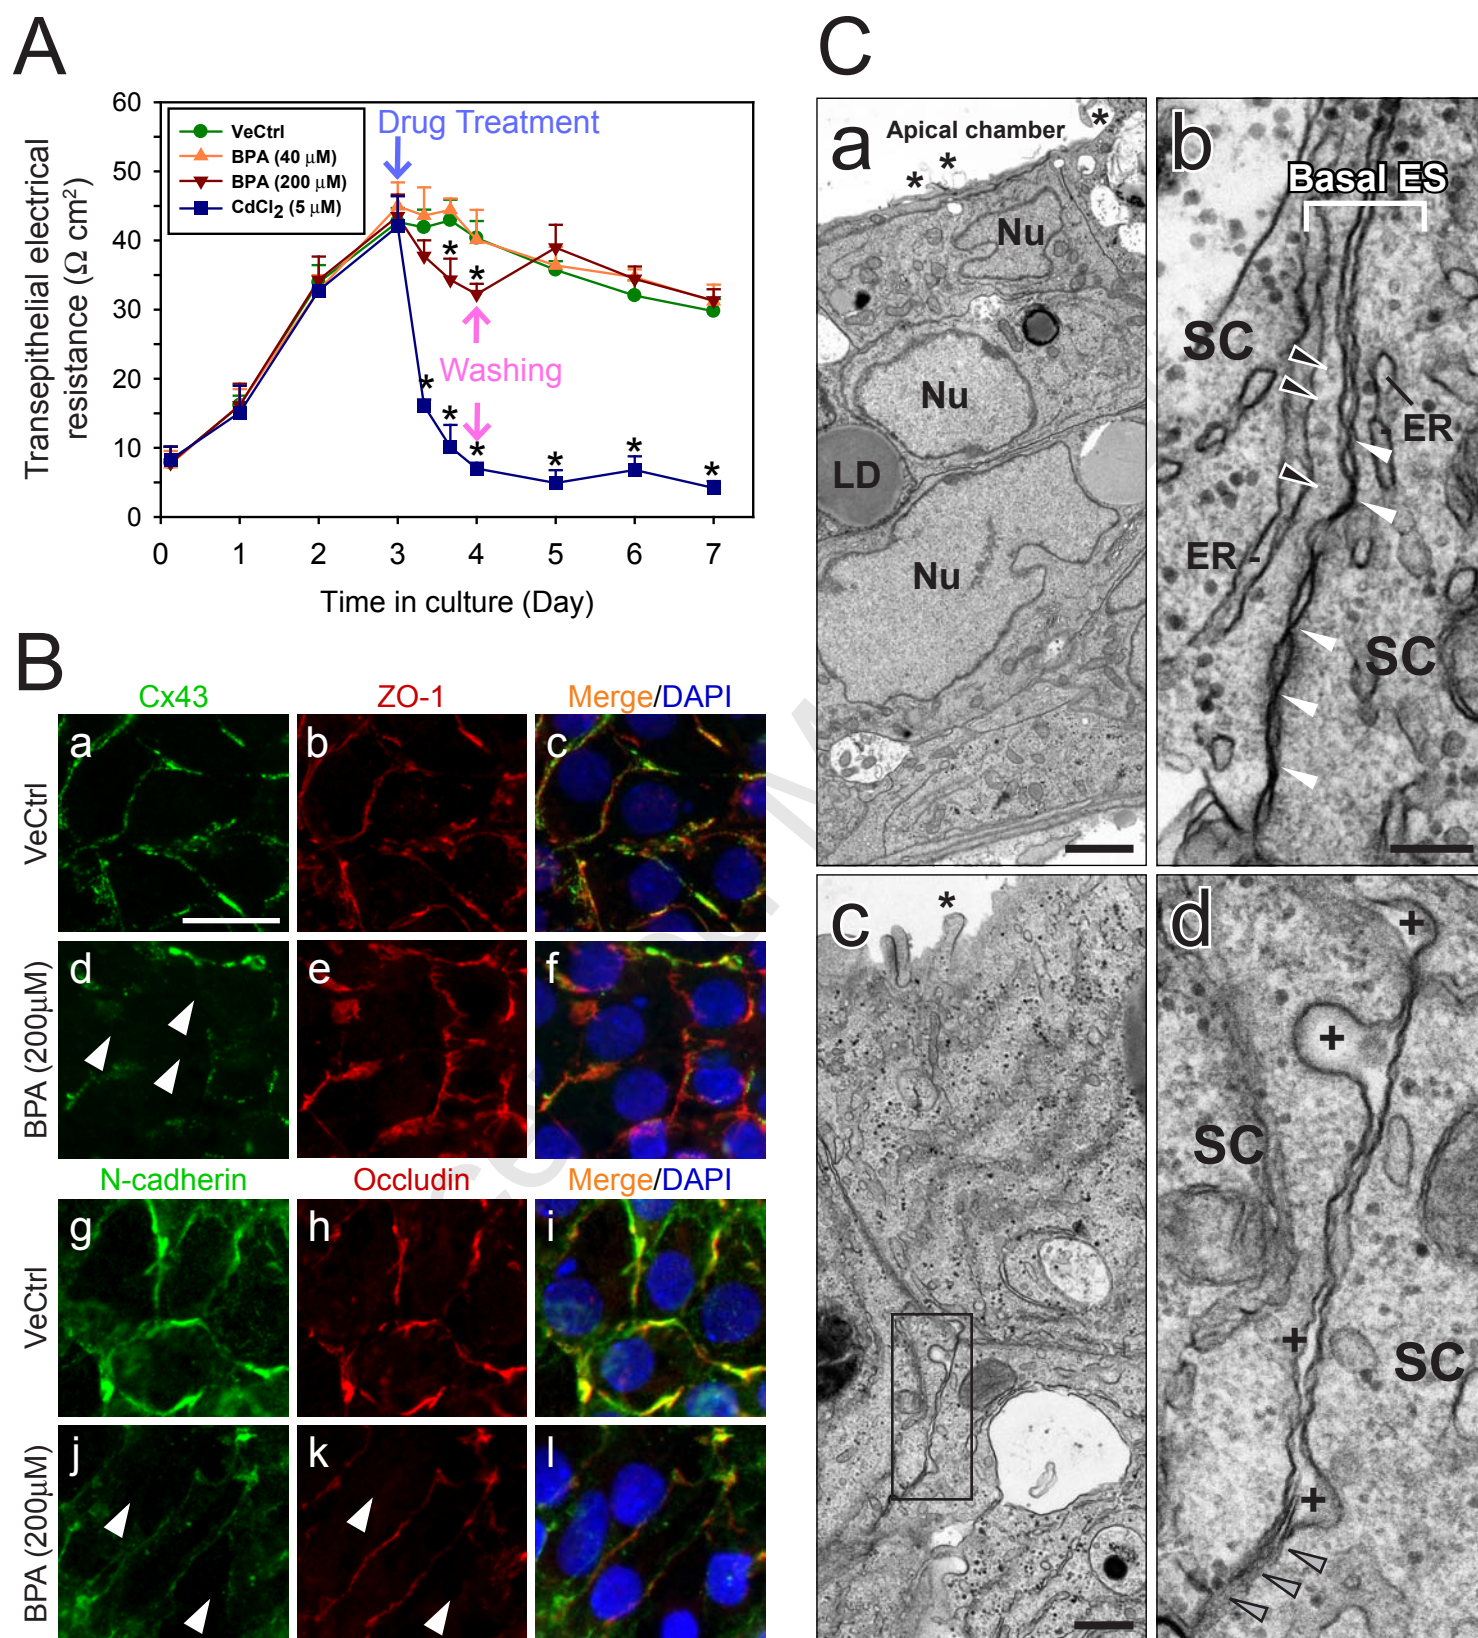 A
60
50
40
30
20
10
0
Transepithelial electrical
resistance (Ω cm²)
VeCtrl
BPA (40 μM)
BPA (200 μM)
CdCl₂ (5 μM)
Drug Treatment
* *
Washing
* * * * * *
0 1 2 3 4 5 6 7
Time in culture (Day)
B
Cx43 ZO-1 Merge/DAPI
VeCtrl
a b c
BPA (200μM)
d e f
N-cadherin Occludin Merge/DAPI
VeCtrl
g h i
BPA (200μM)
j k l
C
a
Apical chamber
* * *
Nu
Nu
LD
Nu
b
Basal ES
SC
ER
ER
SC
c
*
d
+
+
SC
+
SC
+